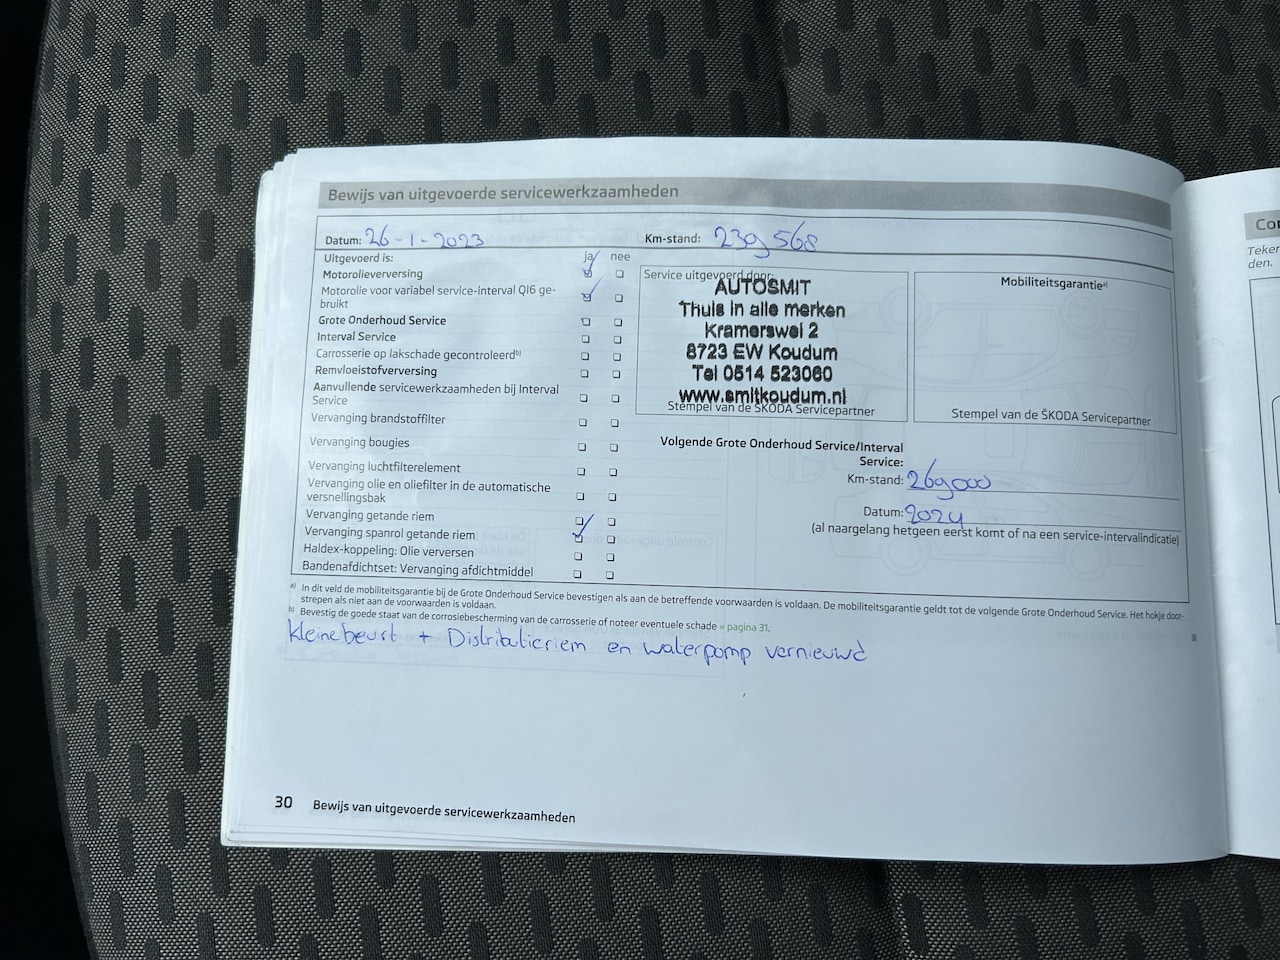 Bewijs van uitgevoerde servicewerkzaamheden
Datum: 26-1-2023
Km-stand: 239568
Uitgevoerd is:
ja nee
Motorolieverversing
Motorolie voor variabel service-interval QI6 ge-
bruikt
Grote Onderhoud Service
Interval Service
Carrosserie op lakschade gecontroleerd b)
Remvloeistofverversing
Aanvullende servicewerkzaamheden bij Interval
Service
Vervanging brandstoffilter
Vervanging bougies
Vervanging luchtfilterelement
Vervanging olie en oliefilter in de automatische
versnellingsbak
Vervanging getande riem
Vervanging spanrol getande riem
Haldex-koppeling: Olie verversen
Bandenafdichtset: Vervanging afdichtmiddel
Service uitgevoerd door:
AUTOSMIT
Thuis in alle merken
Kramerswei 2
8723 EW Koudum
Tel 0514 523060
www.smitkoudum.nl
Stempel van de ŠKODA Servicepartner
Mobiliteitsgarantie a)
Stempel van de ŠKODA Servicepartner
Volgende Grote Onderhoud Service/Interval
Service:
Km-stand: 269000
Datum: 2024
(al naargelang hetgeen eerst komt of na een service-intervalindicatie)
a) In dit veld de mobiliteitsgarantie bij de Grote Onderhoud Service bevestigen als aan de betreffende voorwaarden is voldaan. De mobiliteitsgarantie geldt tot de volgende Grote Onderhoud Service. Het hokje door-
strepen als niet aan de voorwaarden is voldaan.
b) Bevestig de goede staat van de corrosiebescherming van de carrosserie of noteer eventuele schade » pagina 31.
kleinebeurt + Distributieriem en waterpomp vernieuwd
30 Bewijs van uitgevoerde servicewerkzaamheden
Teker
den.